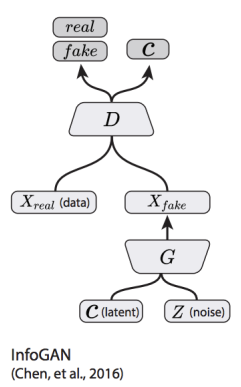 real
fake
c
D
X_real (data)
X_fake
G
c (latent)
Z (noise)
InfoGAN
(Chen, et al., 2016)